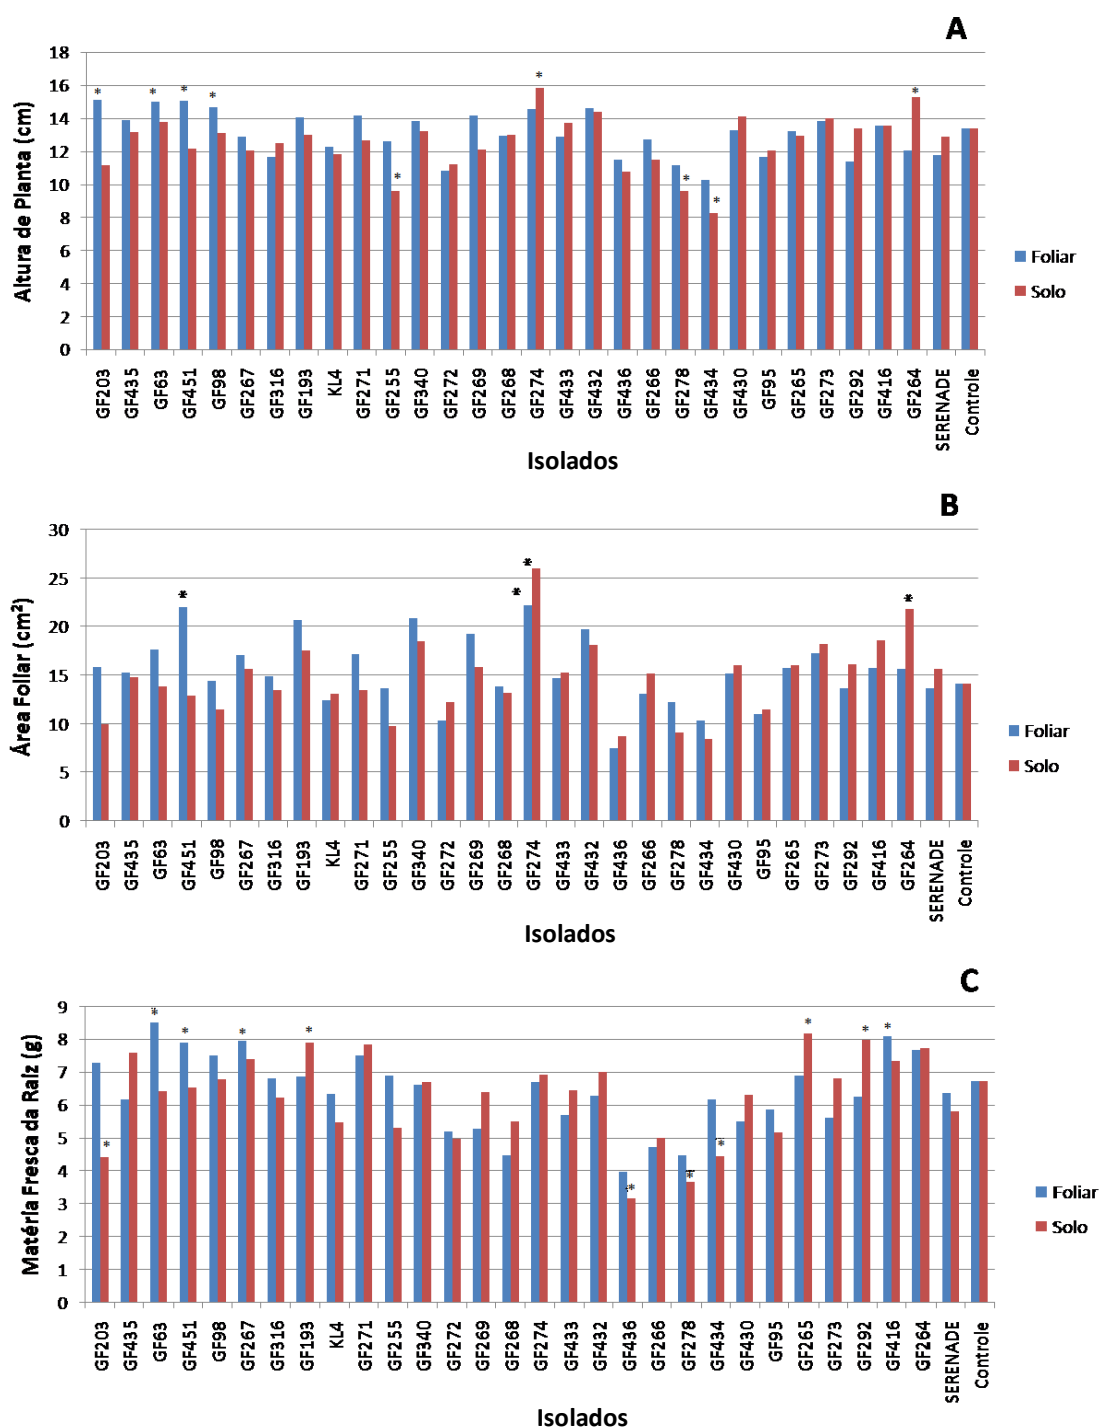 A
Altura de Planta (cm)
18
16
14
12
10
8
6
4
2
0
* * * * * * * * *
Foliar
Solo
GF203 GF435 GF63 GF451 GF98 GF267 GF316 GF193 KL4 GF271 GF255 GF340 GF272 GF269 GF268 GF274 GF433 GF432 GF436 GF266 GF278 GF434 GF430 GF95 GF265 GF273 GF292 GF416 GF264 SERENADE Controle
Isolados
B
Área Foliar (cm²)
30
25
20
15
10
5
0
* * * *
Foliar
Solo
GF203 GF435 GF63 GF451 GF98 GF267 GF316 GF193 KL4 GF271 GF255 GF340 GF272 GF269 GF268 GF274 GF433 GF432 GF436 GF266 GF278 GF434 GF430 GF95 GF265 GF273 GF292 GF416 GF264 SERENADE Controle
Isolados
C
Matéria Fresca da Raiz (g)
9
8
7
6
5
4
3
2
1
0
* * * * * * * * * * *
Foliar
Solo
GF203 GF435 GF63 GF451 GF98 GF267 GF316 GF193 KL4 GF271 GF255 GF340 GF272 GF269 GF268 GF274 GF433 GF432 GF436 GF266 GF278 GF434 GF430 GF95 GF265 GF273 GF292 GF416 GF264 SERENADE Controle
Isolados